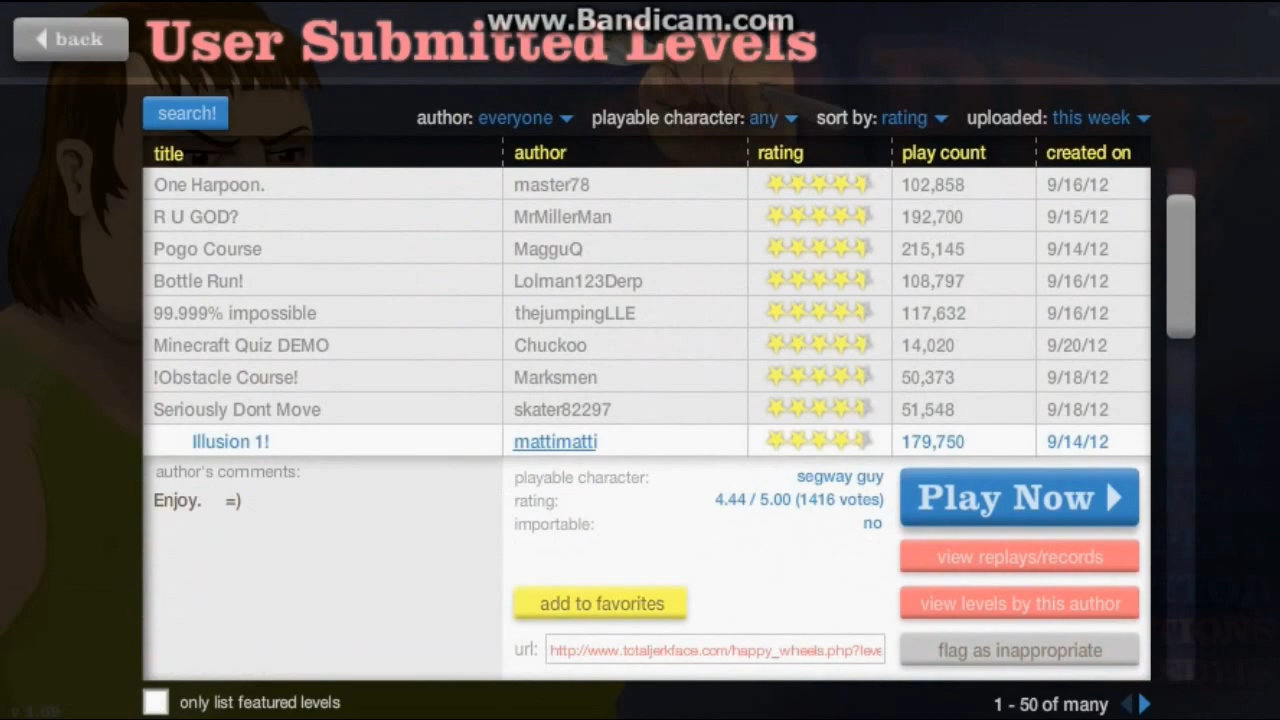 www.Bandicam.com
back
User Submitted Levels
search!
author: everyone playable character: any sort by: rating uploaded: this week
title author rating play count created on
One Harpoon. master78 102,858 9/16/12
R U GOD? MrMillerMan 192,700 9/15/12
Pogo Course MagguQ 215,145 9/14/12
Bottle Run! Lolman123Derp 108,797 9/16/12
99.999% impossible thejumpingLLE 117,632 9/16/12
Minecraft Quiz DEMO Chuckoo 14,020 9/20/12
!Obstacle Course! Marksmen 50,373 9/18/12
Seriously Dont Move skater82297 51,548 9/18/12
Illusion 1! mattimatti 179,750 9/14/12
author's comments:
Enjoy. =)
playable character: segway guy
rating: 4.44 / 5.00 (1416 votes)
importable: no
add to favorites
url: http://www.totaljerkface.com/happy_wheels.php?leve
Play Now
view replays/records
view levels by this author
flag as inappropriate
only list featured levels
1 - 50 of many